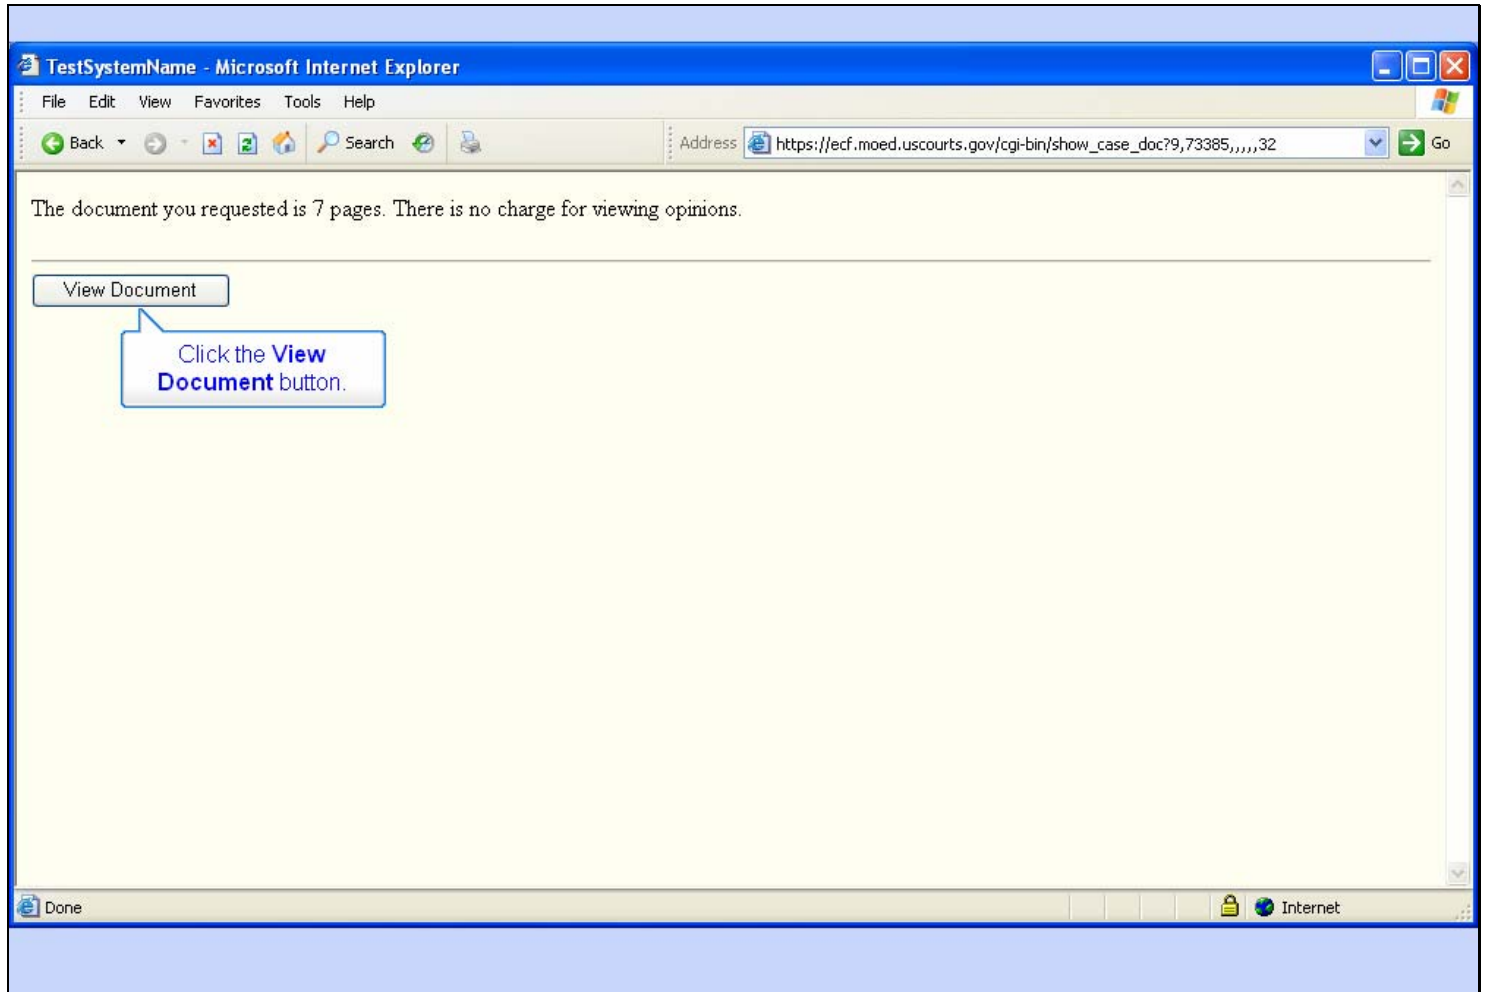 TestSystemName - Microsoft Internet Explorer
File Edit View Favorites Tools Help
Back Search Address https://ecf.moed.uscourts.gov/cgi-bin/show_case_doc?9,73385,,,,,32 Go
The document you requested is 7 pages. There is no charge for viewing opinions.
View Document
Click the View
Document button.
Done Internet